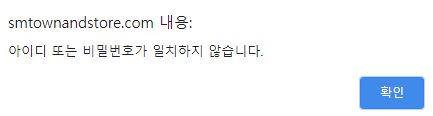 smtownandstore.com 내용:
아이디 또는 비밀번호가 일치하지 않습니다.
확인